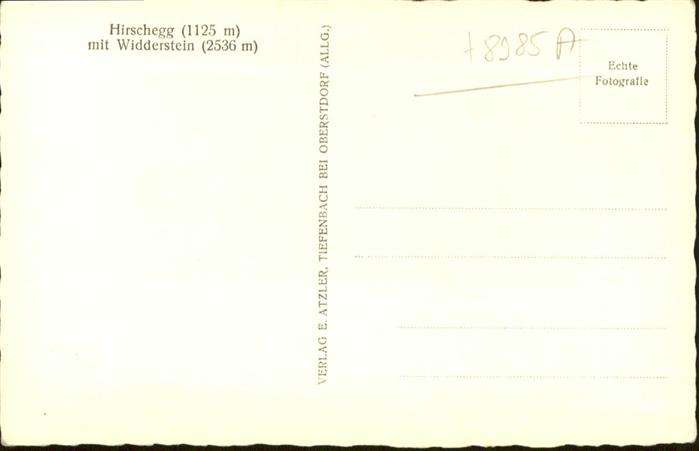 Hirschegg (1125 m)
mit Widderstein (2536 m)
VERLAG E. ATZLER, TIEFENBACH BEI OBERSTDORF (ALLG.)
8985 A
Echte
Fotografie